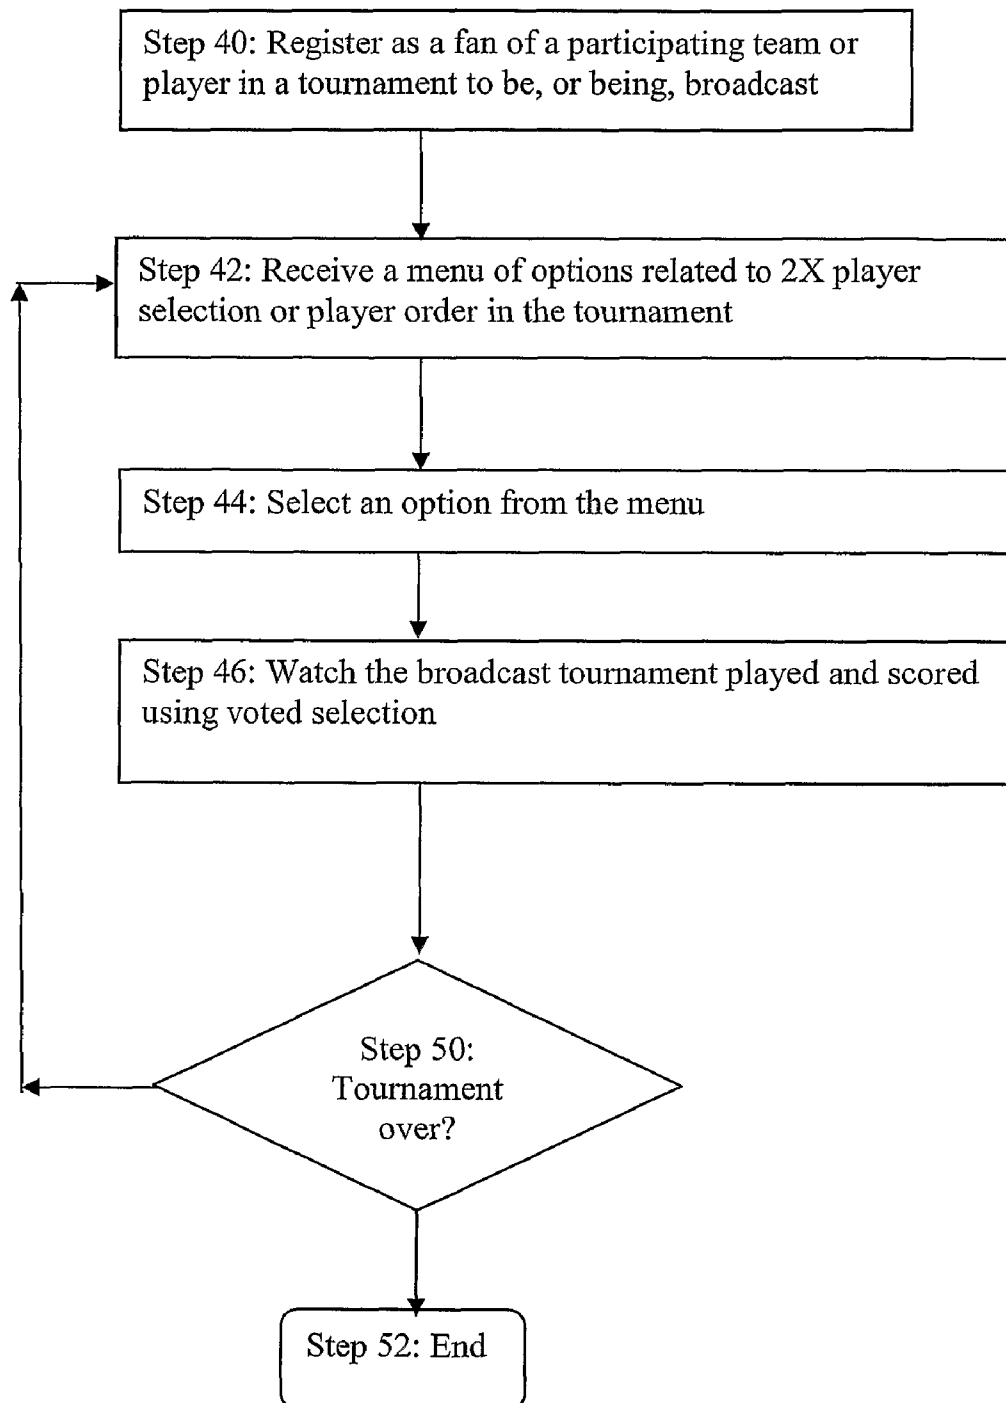 Step 40: Register as a fan of a participating team or
player in a tournament to be, or being, broadcast
Step 42: Receive a menu of options related to 2X player
selection or player order in the tournament
Step 44: Select an option from the menu
Step 46: Watch the broadcast tournament played and scored
using voted selection
Step 50:
Tournament
over?
Step 52: End